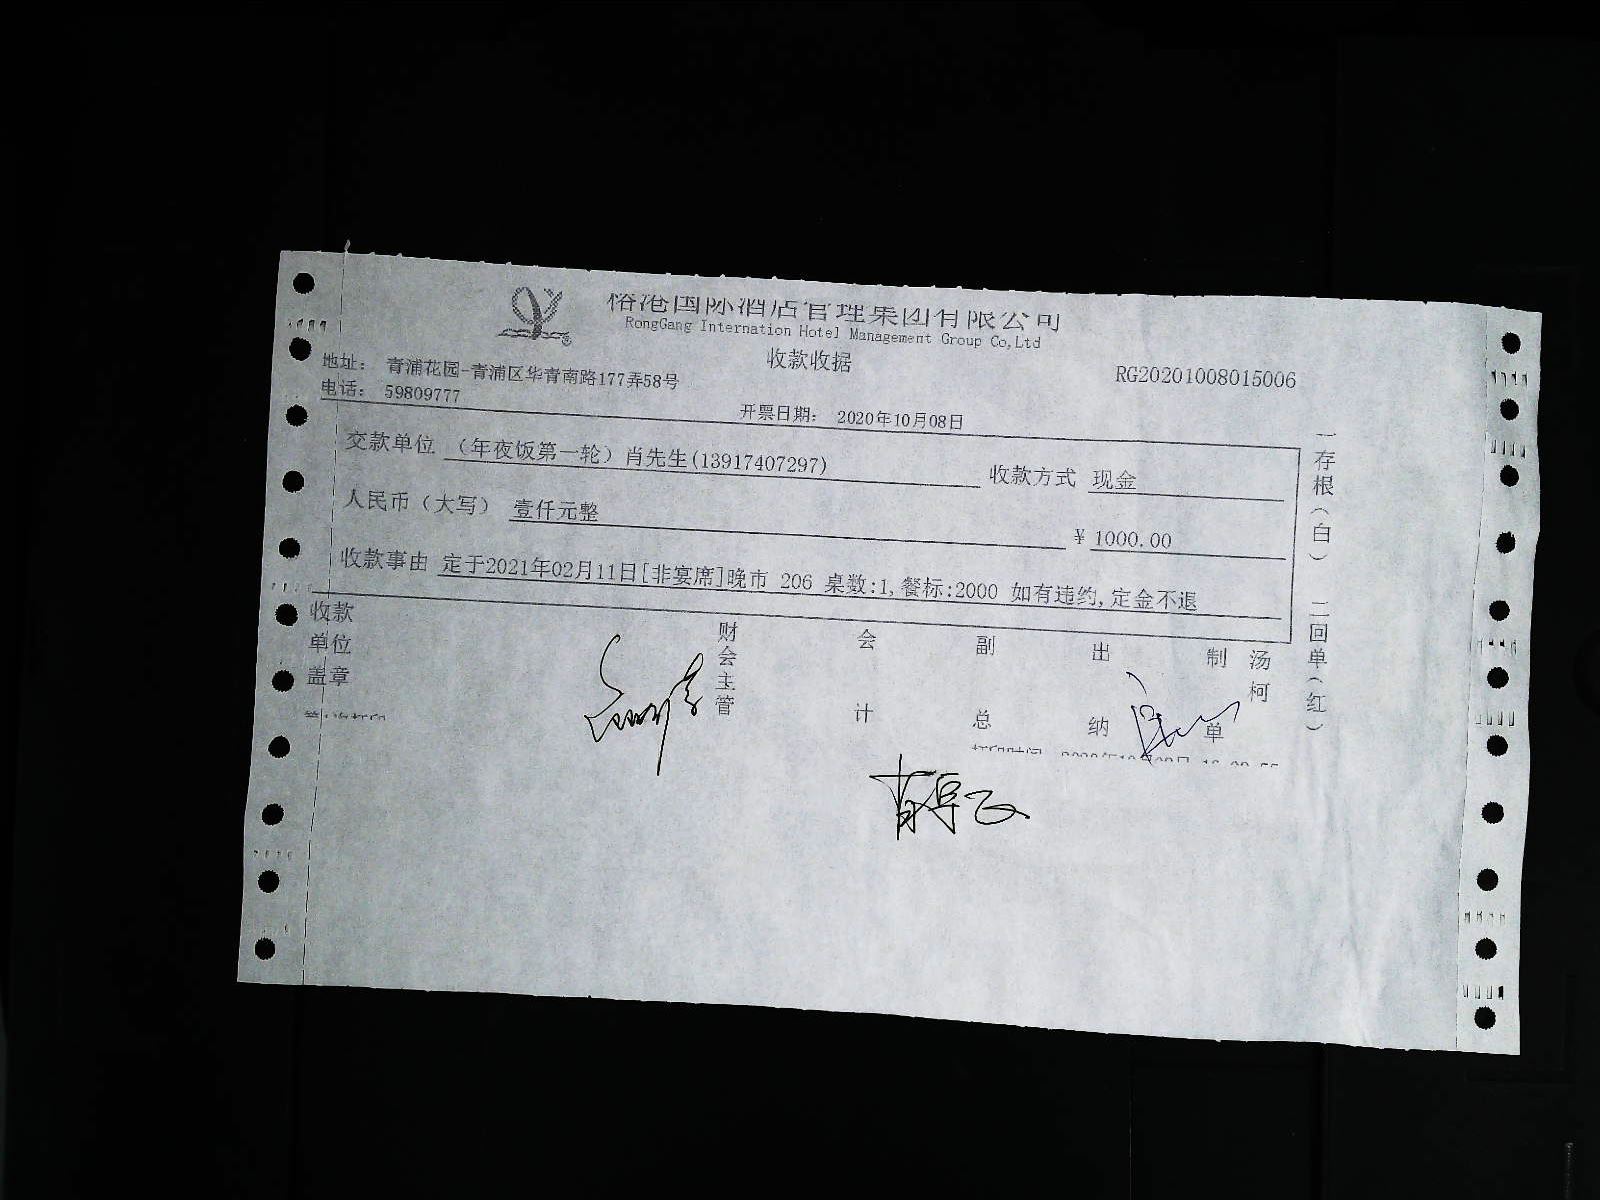 榕港国际酒店管理集团有限公司
RongGang Internation Hotel Management Group Co,Ltd
收款收据
地址： 青浦花园-青浦区华青南路177弄58号
RG20201008015006
电话： 59809777
开票日期： 2020年10月08日
交款单位 （年夜饭第一轮）肖先生(13917407297)
收款方式 现金
人民币（大写） 壹仟元整
￥1000.00
收款事由 定于2021年02月11日[非宴席]晚市 206 桌数:1,餐标:2000 如有违约,定金不退
一存根（白） 二回单（红）
收款单位盖章
财会主管
会计
副总
出纳
制单
汤柯